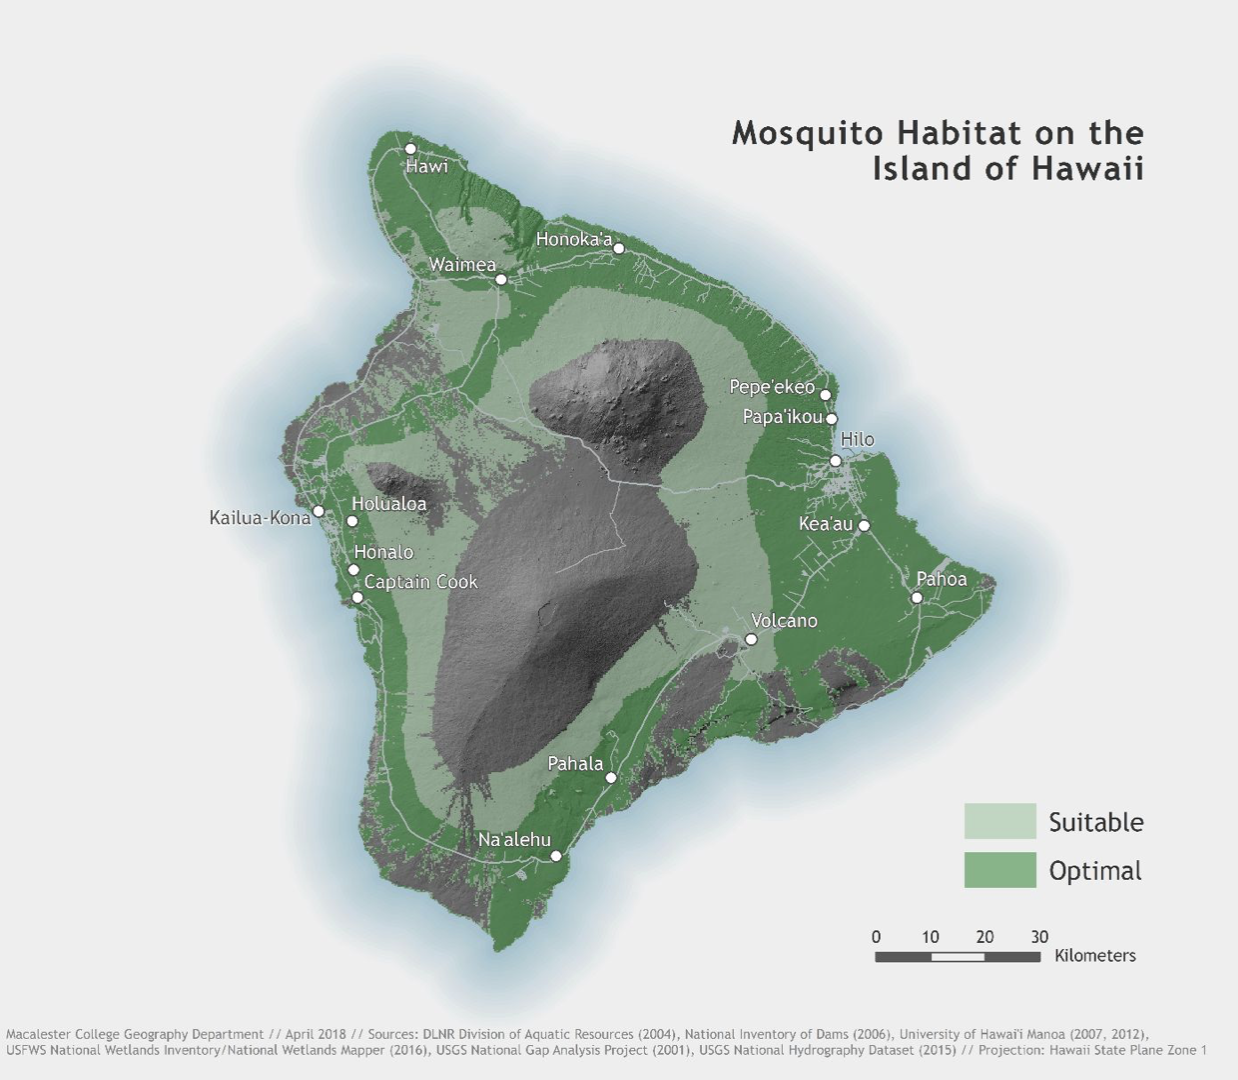 Mosquito Habitat on the
Island of Hawaii
Hawi
Honoka'a
Waimea
Pepe'ekeo
Papa'ikou
Hilo
Holualoa
Kailua-Kona
Kea'au
Honalo
Captain Cook
Pahoa
Volcano
Pahala
Na'alehu
Suitable
Optimal
0 10 20 30
Kilometers
Macalester College Geography Department // April 2018 // Sources: DLNR Division of Aquatic Resources (2004), National Inventory of Dams (2006), University of Hawai'i Manoa (2007, 2012),
USFWS National Wetlands Inventory/National Wetlands Mapper (2016), USGS National Gap Analysis Project (2001), USGS National Hydrography Dataset (2015) // Projection: Hawaii State Plane Zone 1